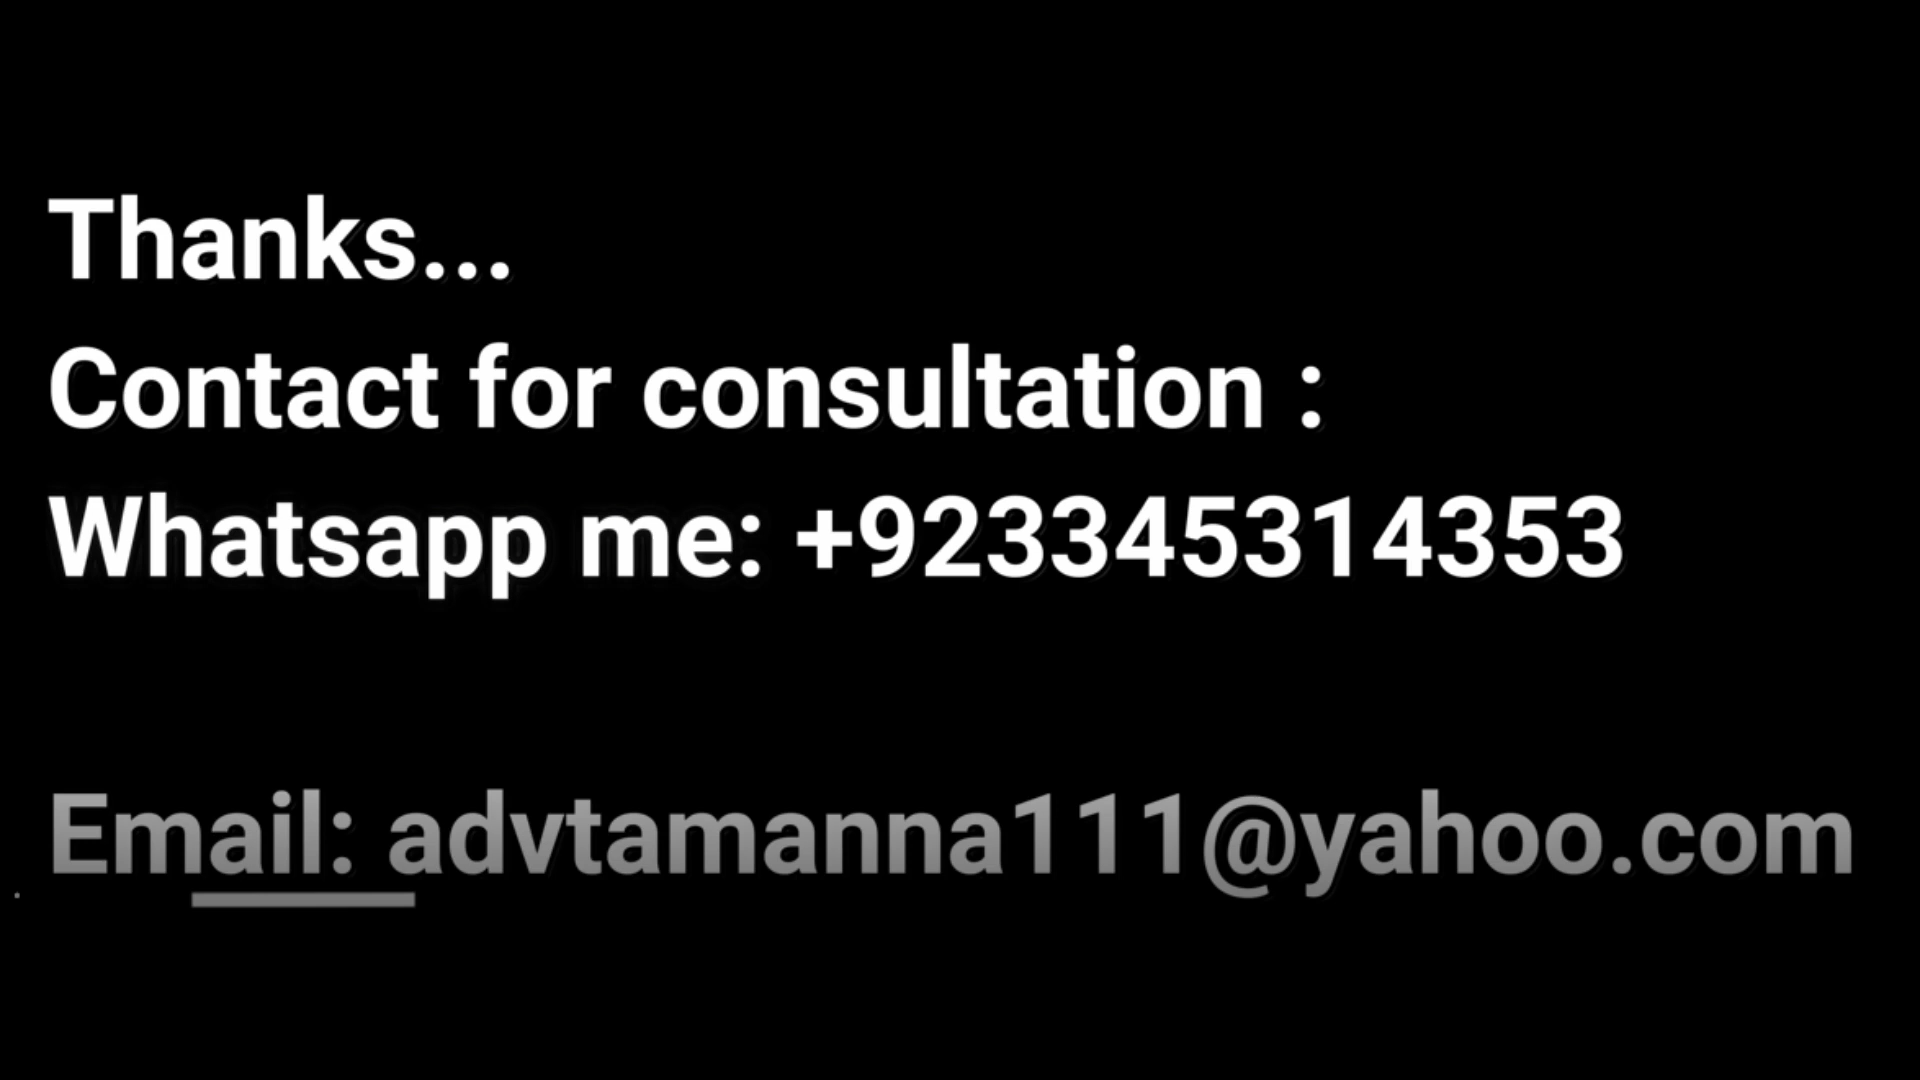 Thanks...
Contact for consultation :
Whatsapp me: +923345314353
Email: advtamanna111@yahoo.com